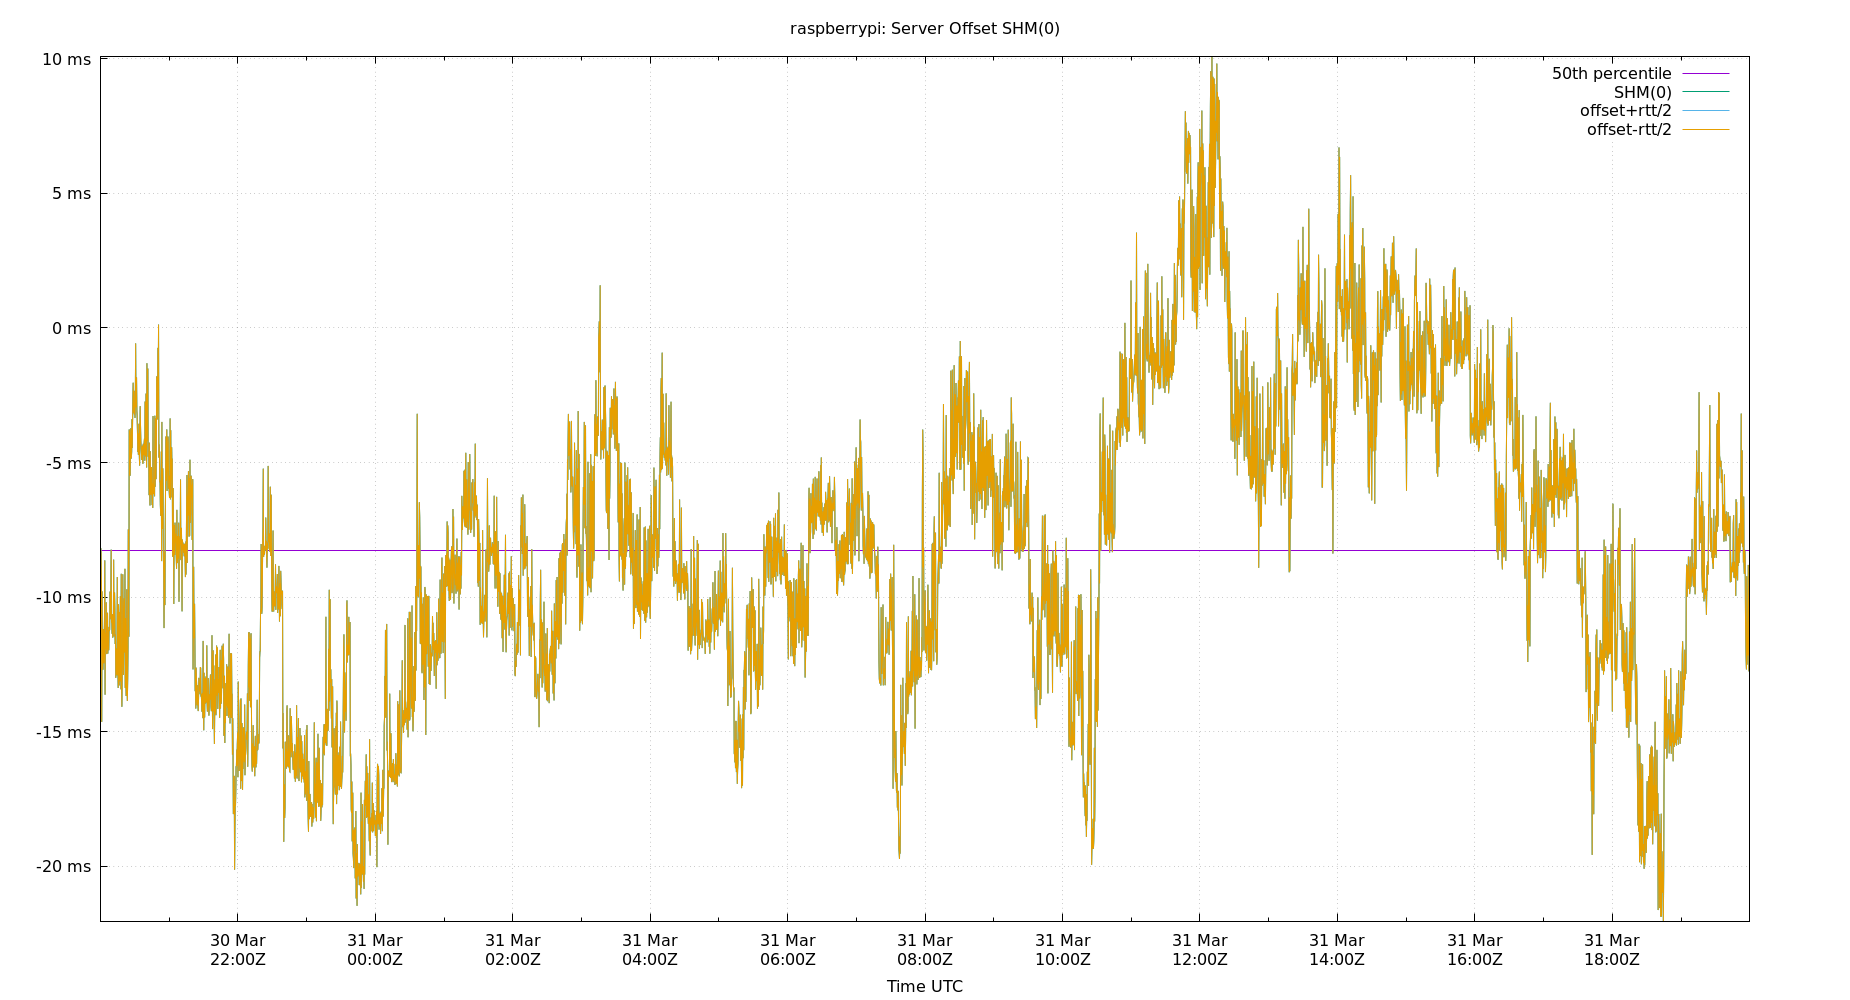 raspberrypi: Server Offset SHM(0)
10 ms
5 ms
0 ms
-5 ms
-10 ms
-15 ms
-20 ms
50th percentile
SHM(0)
offset+rtt/2
offset-rtt/2
30 Mar 31 Mar 31 Mar 31 Mar 31 Mar 31 Mar 31 Mar 31 Mar 31 Mar 31 Mar 31 Mar
22:00Z 00:00Z 02:00Z 04:00Z 06:00Z 08:00Z 10:00Z 12:00Z 14:00Z 16:00Z 18:00Z
Time UTC